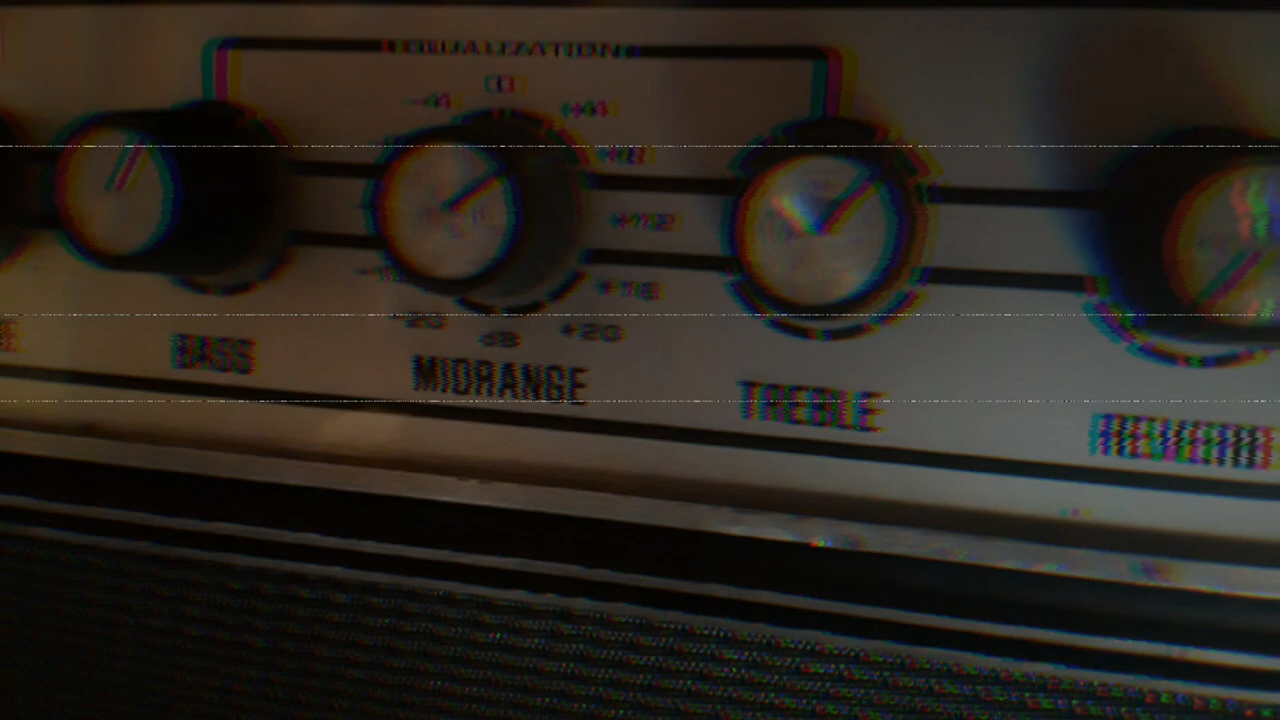 EQUALIZATION
0
-4 +4
+8
+12
+16
-20 dB +20
BASS MIDRANGE TREBLE